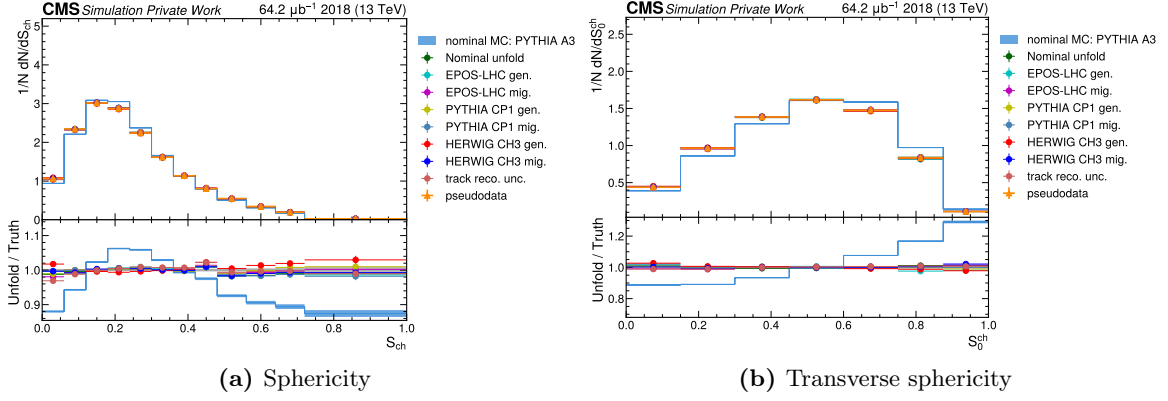 CMS Simulation Private Work 64.2 μb⁻¹ 2018 (13 TeV)
1/N dN/dS_ch
5
4
3
2
1
0
nominal MC: PYTHIA A3
Nominal unfold
EPOS-LHC gen.
EPOS-LHC mig.
PYTHIA CP1 gen.
PYTHIA CP1 mig.
HERWIG CH3 gen.
HERWIG CH3 mig.
track reco. unc.
pseudodata
Unfold / Truth
1.1
1.0
0.9
0.0 0.2 0.4 0.6 0.8 1.0
S_ch
(a) Sphericity
CMS Simulation Private Work 64.2 μb⁻¹ 2018 (13 TeV)
1/N dN/dS₀^ch
2.5
2.0
1.5
1.0
0.5
nominal MC: PYTHIA A3
Nominal unfold
EPOS-LHC gen.
EPOS-LHC mig.
PYTHIA CP1 gen.
PYTHIA CP1 mig.
HERWIG CH3 gen.
HERWIG CH3 mig.
track reco. unc.
pseudodata
Unfold / Truth
1.2
1.0
0.8
0.0 0.2 0.4 0.6 0.8 1.0
S₀^ch
(b) Transverse sphericity